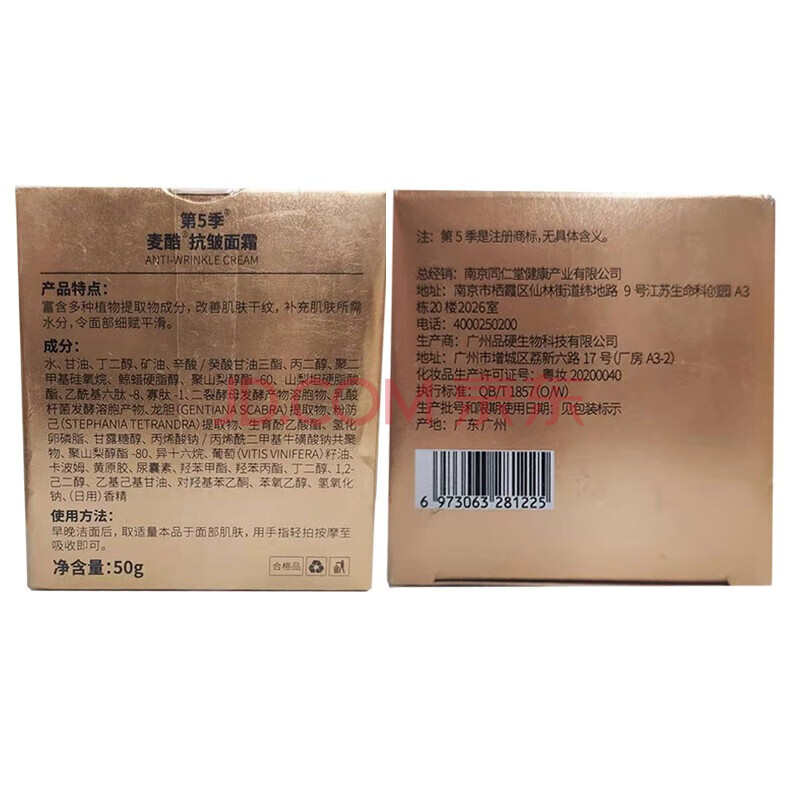 第5季®
麦酷®抗皱面霜
ANTI-WRINKLE CREAM
产品特点：
富含多种植物提取物成分，改善肌肤干纹，补充肌肤所需
水分，令面部细赋平滑。
成分：
水、甘油、丁二醇、矿油、辛酸／癸酸甘油三酯、丙二醇、聚二
甲基硅氧烷、鲸蜡硬脂醇、聚山梨醇酯-60、山梨坦硬脂酸
酯、乙酰基六肽-8、寡肽-1、二裂酵母发酵产物溶胞物、乳酸
杆菌发酵溶胞产物、龙胆(GENTIANA SCABRA)提取物、粉防
己(STEPHANIA TETRANDRA)提取物、生育酚乙酸酯、氢化
卵磷脂、甘露糖醇、丙烯酸钠／丙烯酰二甲基牛磺酸钠共聚
物、聚山梨醇酯-80、异十六烷、葡萄(VITIS VINIFERA)籽油、
卡波姆、黄原胶、尿囊素、羟苯甲酯、羟苯丙酯、丁二醇、1,2-
己二醇、乙基己基甘油、对羟基苯乙酮、苯氧乙醇、氢氧化
钠、(日用)香精
使用方法：
早晚洁面后，取适量本品于面部肌肤，用手指轻拍按摩至
吸收即可。
净含量：50g
合格品
注：第5季是注册商标，无具体含义。
总经销：南京同仁堂健康产业有限公司
地址：南京市栖霞区仙林街道纬地路 9 号江苏生命科创园 A3
栋20楼2026室
电话：4000250200
生产商：广州品硬生物科技有限公司
地址：广州市增城区荔新六路17号(厂房A3-2)
化妆品生产许可证号：粤妆 20200040
执行标准：QB/T 1857(O/W)
生产批号和限期使用日期：见包装标示
产地：广东广州
6 973063 281225
JD.COM 京东